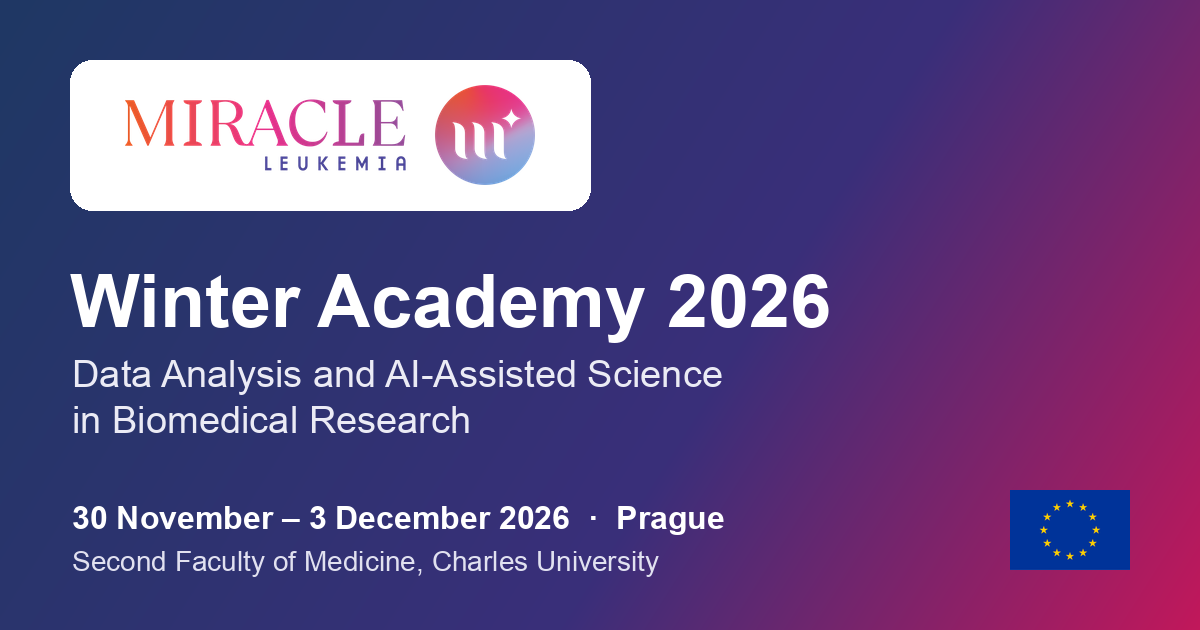 MIRACLE
LEUKEMIA
m
Winter Academy 2026
Data Analysis and AI-Assisted Science
in Biomedical Research
30 November – 3 December 2026 · Prague
Second Faculty of Medicine, Charles University